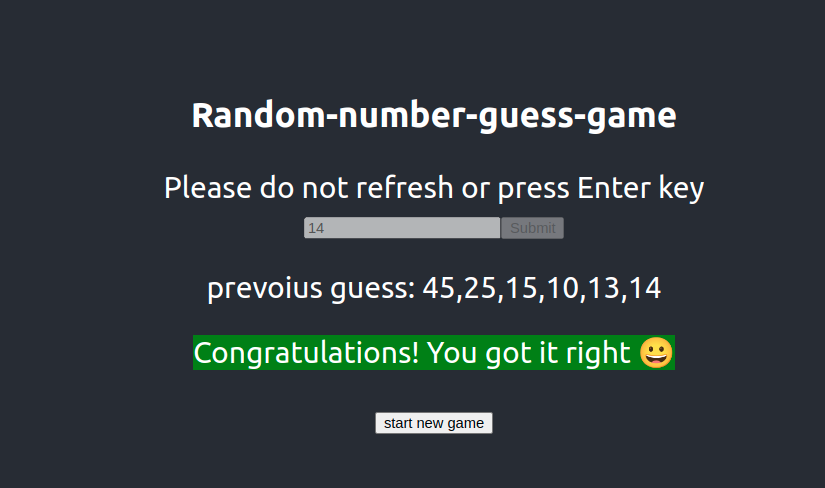 Random-number-guess-game
Please do not refresh or press Enter key
14 Submit
prevoius guess: 45,25,15,10,13,14
Congratulations! You got it right 😀
start new game